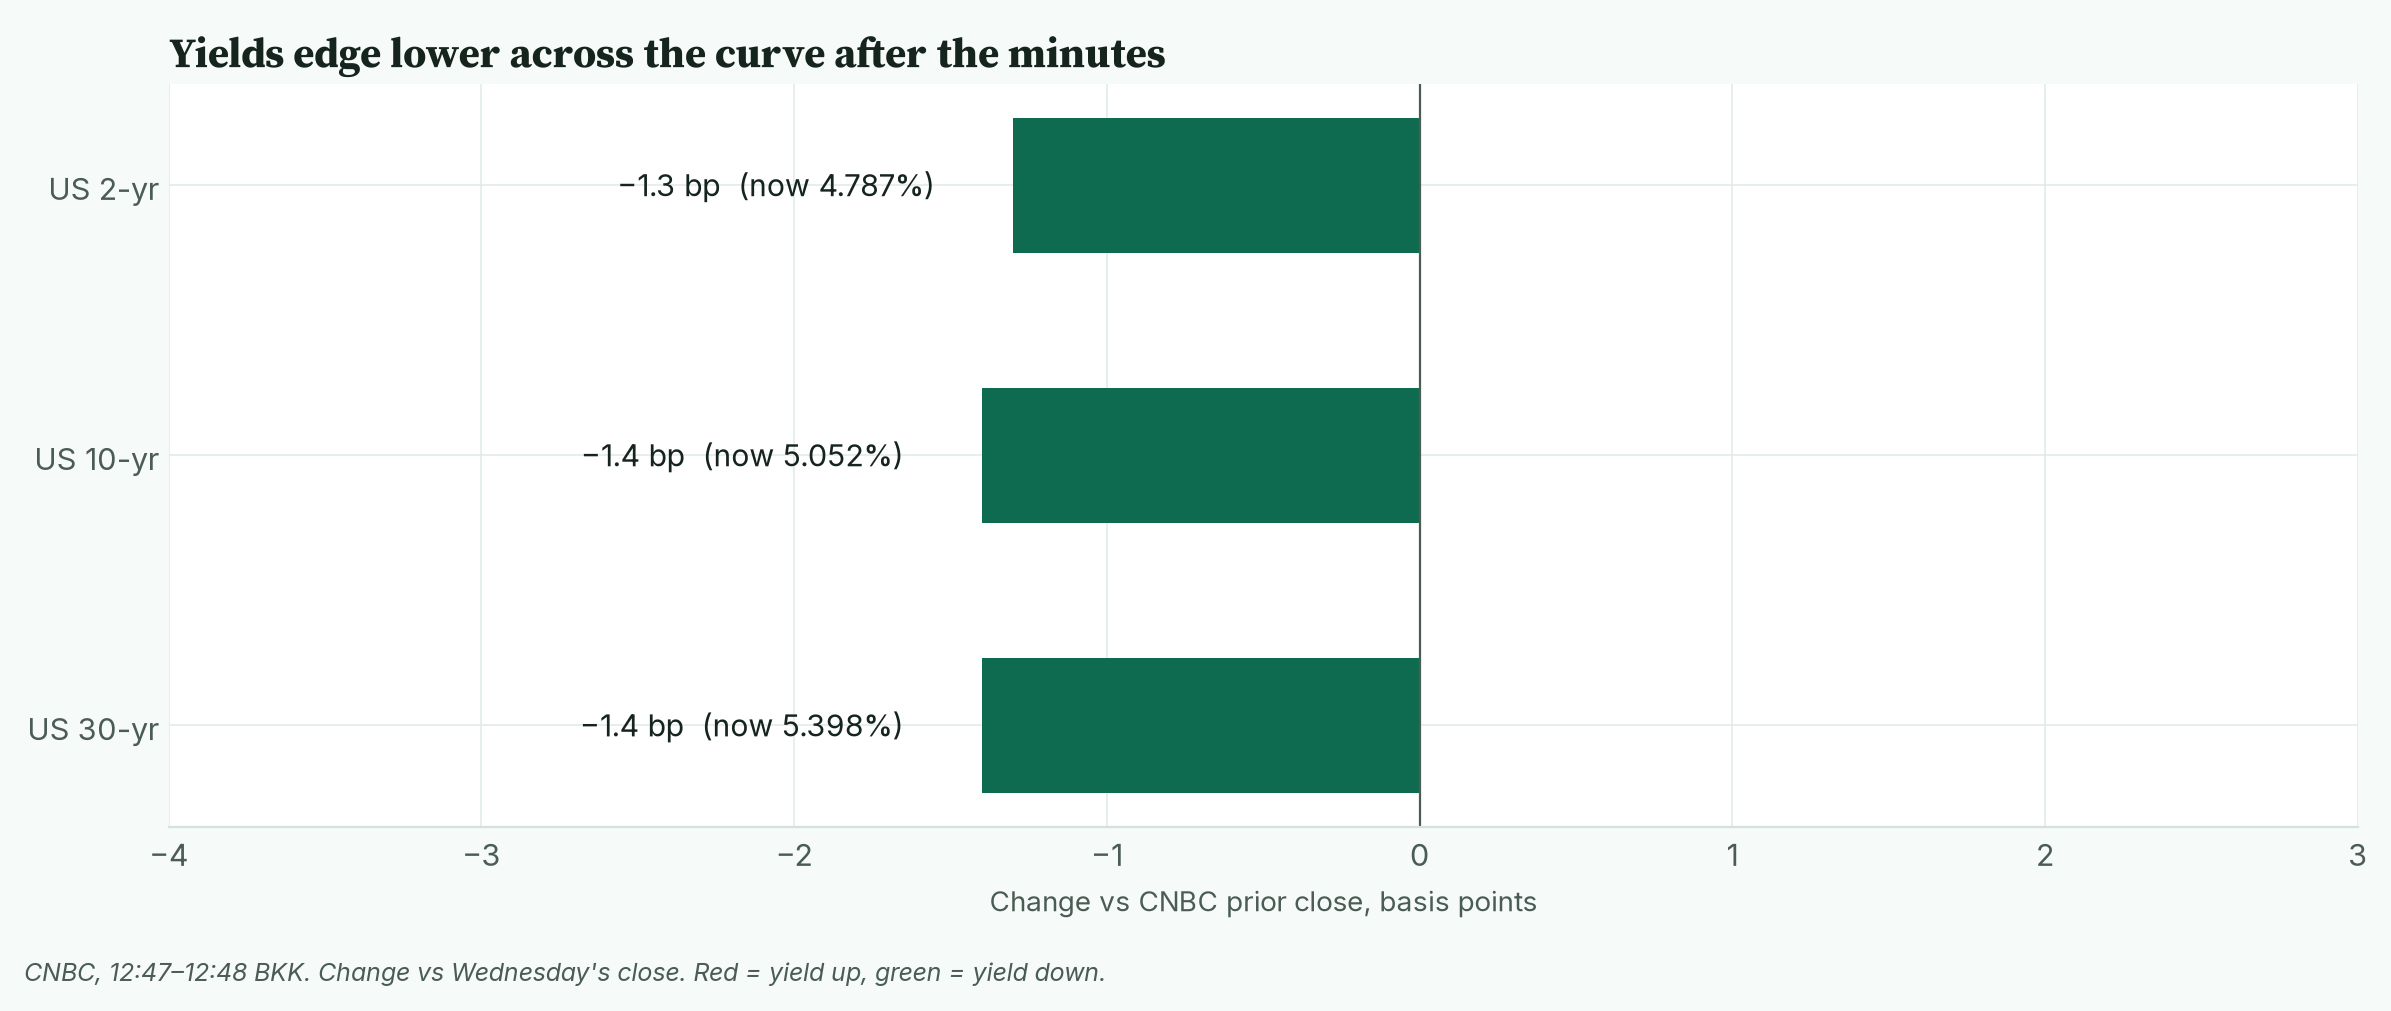 Yields edge lower across the curve after the minutes
US 2-yr
−1.3 bp (now 4.787%)
US 10-yr
−1.4 bp (now 5.052%)
US 30-yr
−1.4 bp (now 5.398%)
−4 −3 −2 −1 0 1 2 3
Change vs CNBC prior close, basis points
CNBC, 12:47–12:48 BKK. Change vs Wednesday's close. Red = yield up, green = yield down.